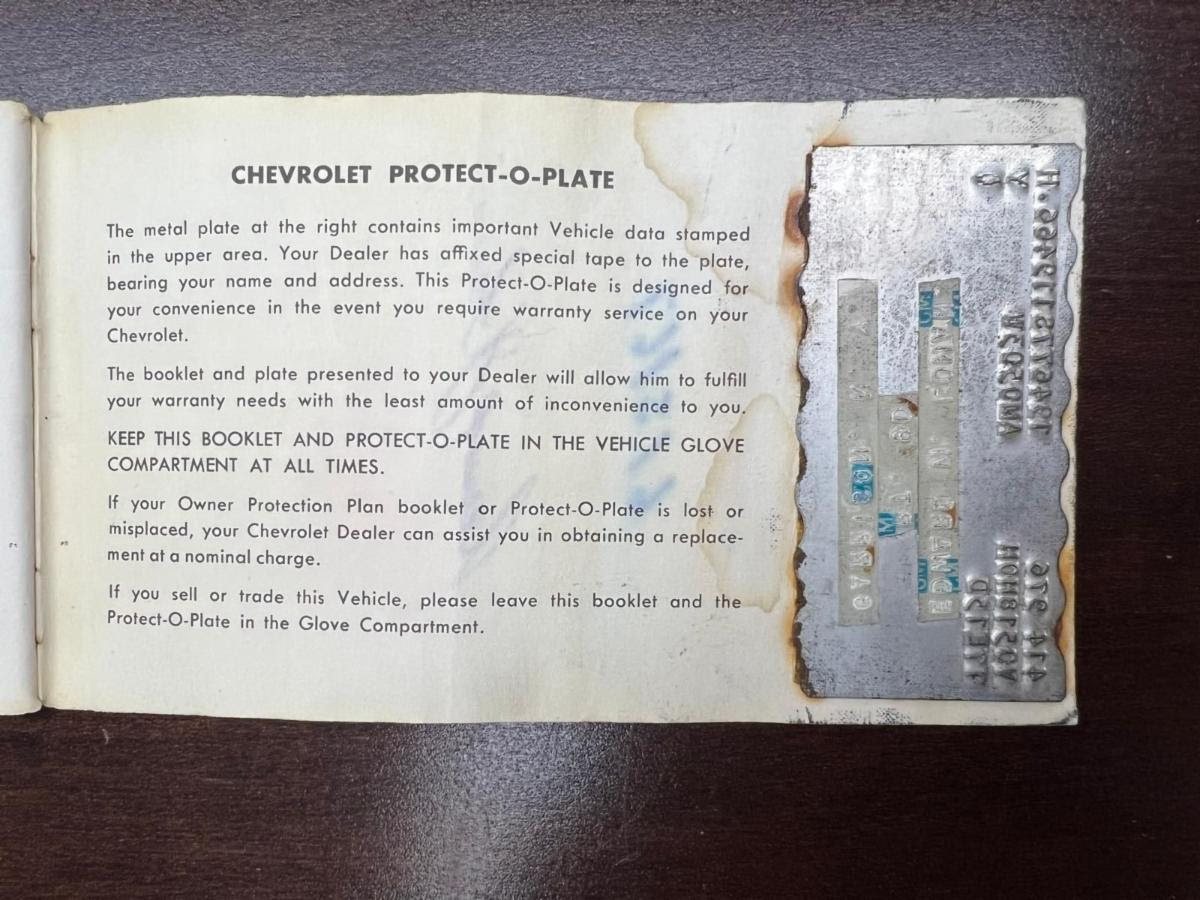 CHEVROLET PROTECT-O-PLATE
The metal plate at the right contains important Vehicle data stamped
in the upper area. Your Dealer has affixed special tape to the plate,
bearing your name and address. This Protect-O-Plate is designed for
your convenience in the event you require warranty service on your
Chevrolet.
The booklet and plate presented to your Dealer will allow him to fulfill
your warranty needs with the least amount of inconvenience to you.
KEEP THIS BOOKLET AND PROTECT-O-PLATE IN THE VEHICLE GLOVE
COMPARTMENT AT ALL TIMES.
If your Owner Protection Plan booklet or Protect-O-Plate is lost or
misplaced, your Chevrolet Dealer can assist you in obtaining a replace-
ment at a nominal charge.
If you sell or trade this Vehicle, please leave this booklet and the
Protect-O-Plate in the Glove Compartment.